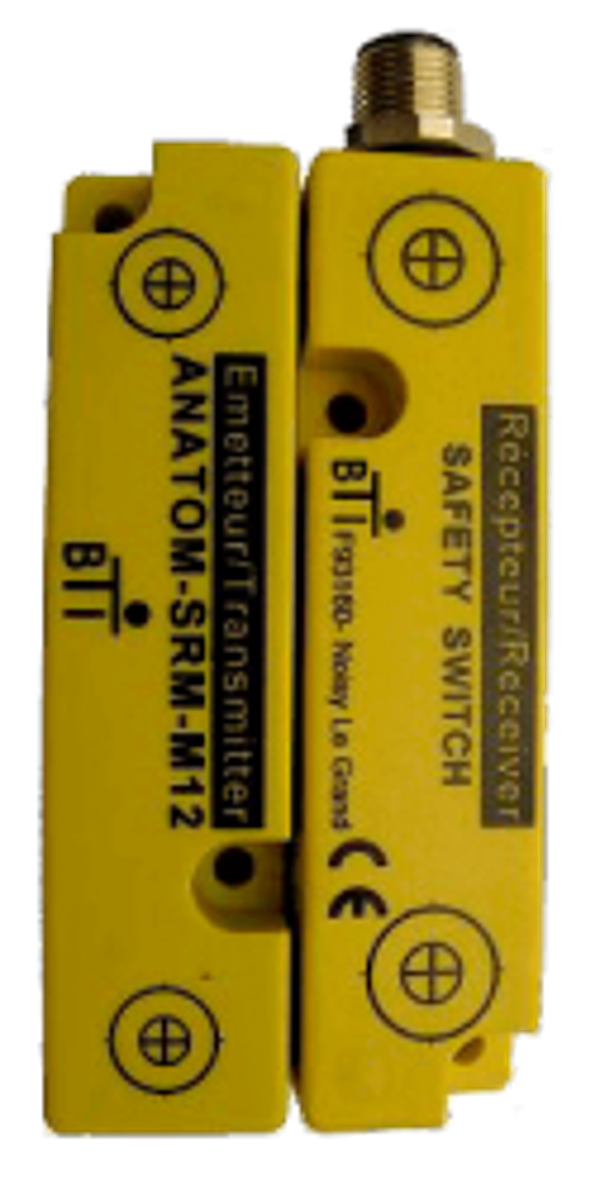 Emetteur/Transmitter
ANATOM-SRM-M12
BTI
Récepteur/Receiver
SAFETY SWITCH
BTI F93160- Noisy Le Grand CE